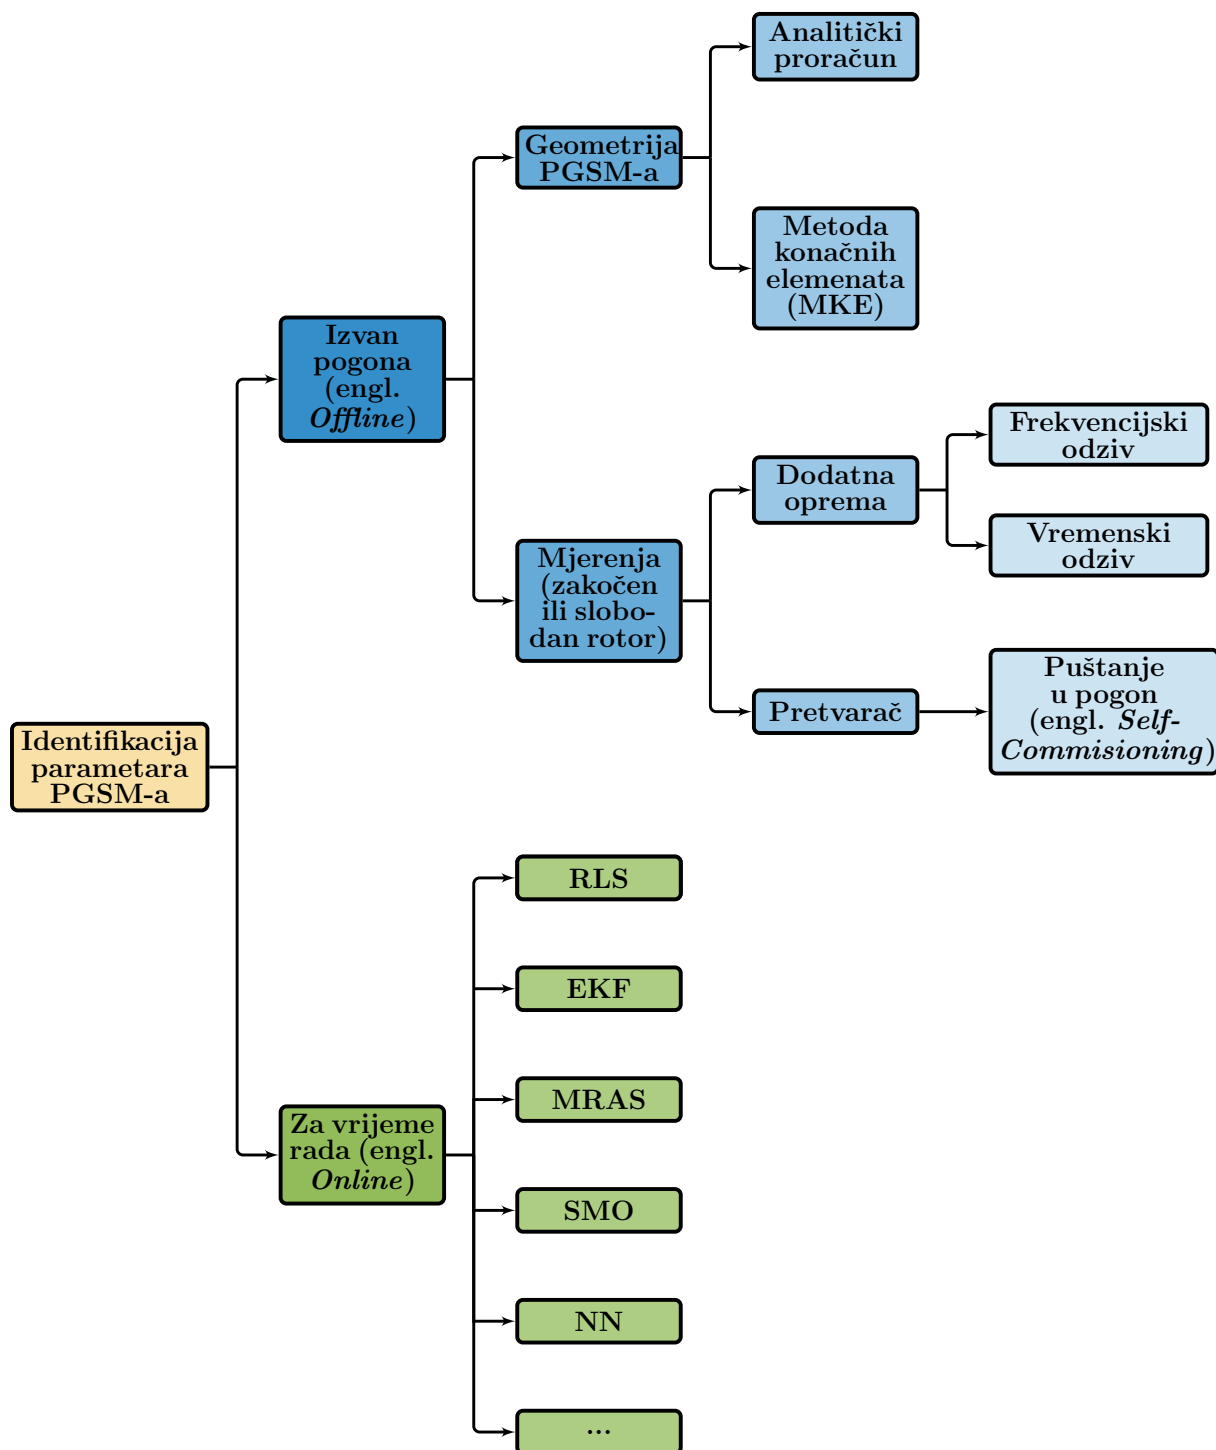 Analitički
proračun
Geometrija
PGSM-a
Metoda
konačnih
elemenata
(MKE)
Izvan
pogona
(engl.
Offline)
Frekvencijski
odziv
Dodatna
oprema
Vremenski
odziv
Mjerenja
(zakočen
ili slobo-
dan rotor)
Puštanje
u pogon
(engl. Self-
Commisioning)
Pretvarač
Identifikacija
parametara
PGSM-a
RLS
EKF
MRAS
Za vrijeme
rada (engl.
Online)
SMO
NN
...